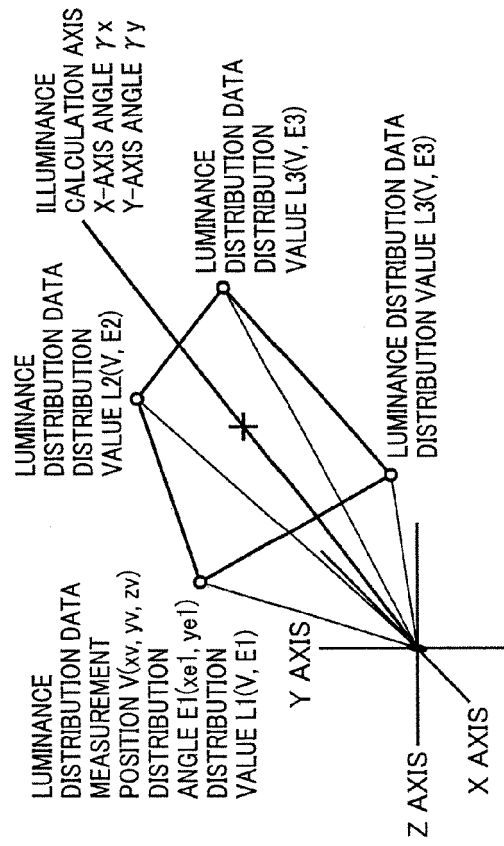 LUMINANCE
DISTRIBUTION DATA
MEASUREMENT
POSITION V(xv, yv, zv)
DISTRIBUTION
ANGLE E1(xe1, ye1)
DISTRIBUTION
VALUE L1(V, E1)
LUMINANCE
DISTRIBUTION DATA
DISTRIBUTION
VALUE L2(V, E2)
ILLUMINANCE
CALCULATION AXIS
X-AXIS ANGLE γx
Y-AXIS ANGLE γy
LUMINANCE
DISTRIBUTION DATA
DISTRIBUTION
VALUE L3(V, E3)
LUMINANCE DISTRIBUTION DATA
DISTRIBUTION VALUE L3(V, E3)
Y AXIS
Z AXIS
X AXIS